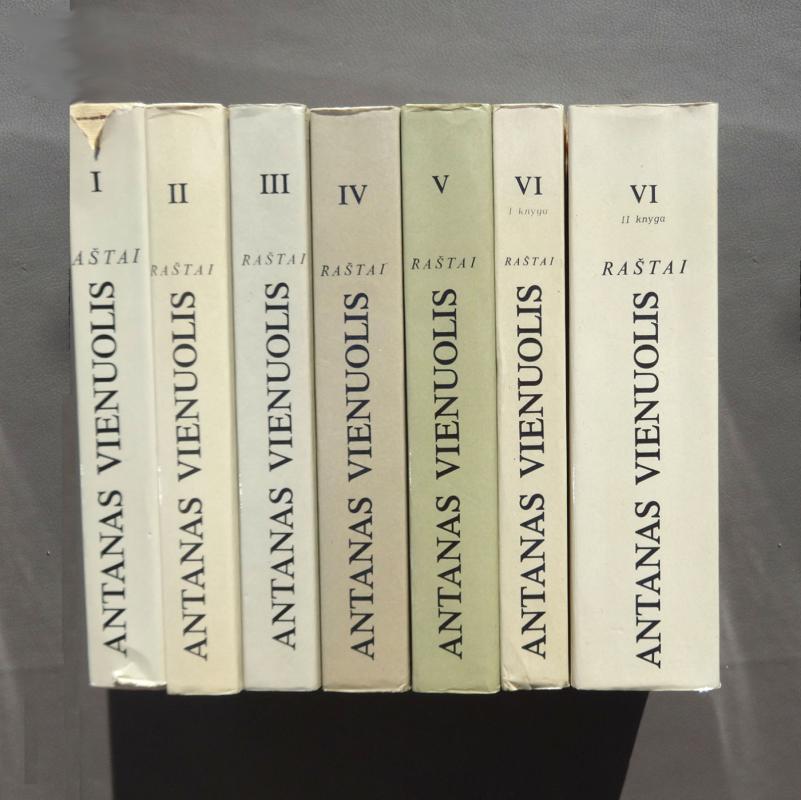 I
AŠTAI
ANTANAS VIENUOLIS
II
RAŠTAI
ANTANAS VIENUOLIS
III
RAŠTAI
ANTANAS VIENUOLIS
IV
RAŠTAI
ANTANAS VIENUOLIS
V
RAŠTAI
ANTANAS VIENUOLIS
VI
I knyga
RAŠTAI
ANTANAS VIENUOLIS
VI
II knyga
RAŠTAI
ANTANAS VIENUOLIS